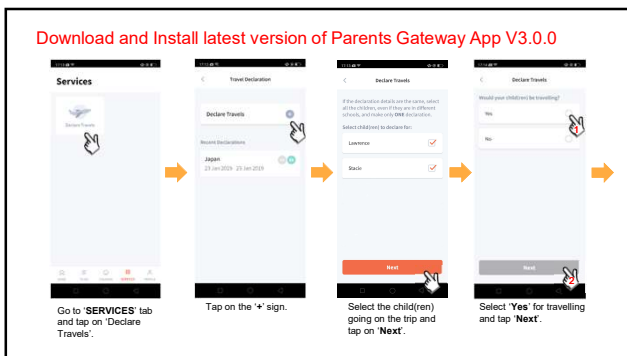 Download and Install latest version of Parents Gateway App V3.0.0
Services
Declare Travels
SERVICES
Go to 'SERVICES' tab
and tap on 'Declare
Travels'.
Travel Declaration
Declare Travels
Recent Declarations
Japan
23 Jan 2019 - 23 Jan 2019
Tap on the '+' sign.
Declare Travels
If the declaration details are the same, select
all the children, even if they are in different
schools, and make only ONE declaration.
Select child(ren) to declare for:
Lawrence
Stacie
Next
Select the child(ren)
going on the trip and
tap on 'Next'.
Declare Travels
Would your child(ren) be travelling?
Yes
1
No
Next
2
Select 'Yes' for travelling
and tap 'Next'.